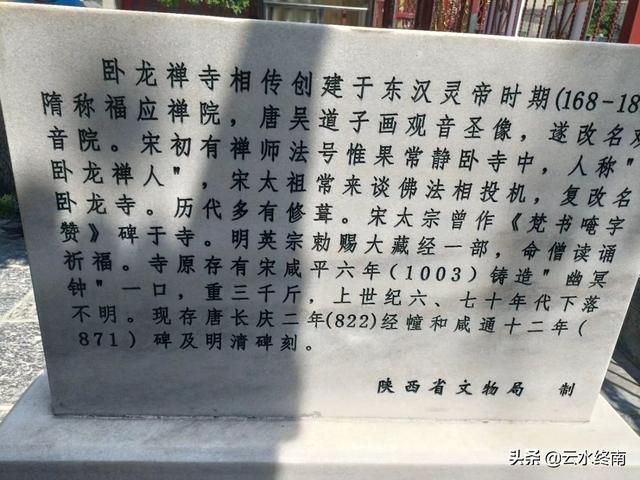 卧龙禅寺相传创建于东汉灵帝时期(168-18
隋称福应禅院，唐吴道子画观音圣像，遂改名观
音院。宋初有禅师法号惟果常静卧寺中，人称"
卧龙禅人"，宋太祖常来谈佛法相投机，复改名
卧龙寺。历代多有修葺。宋太宗曾作《梵书唵字
赞》碑于寺。明英宗勅赐大藏经一部，命僧读诵
祈福。寺原存有宋咸平六年(1003)铸造"幽冥
钟"一口，重三千斤，上世纪六、七十年代下落
不明。现存唐长庆二年(822)经幢和咸通十二年(
871)碑及明清碑刻。
陕西省文物局 制
头条 @云水终南